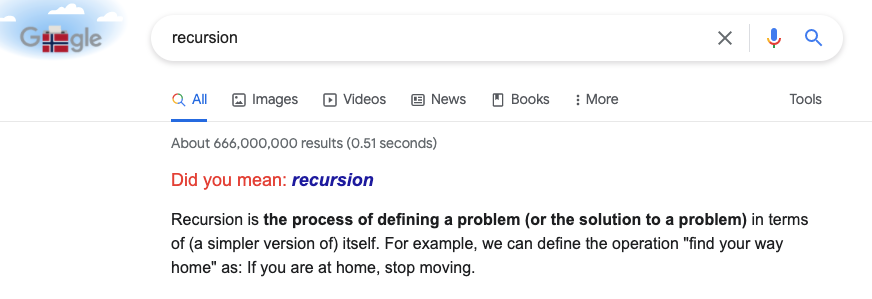 Google
recursion
All Images Videos News Books More Tools
About 666,000,000 results (0.51 seconds)
Did you mean: recursion
Recursion is the process of defining a problem (or the solution to a problem) in terms
of (a simpler version of) itself. For example, we can define the operation "find your way
home" as: If you are at home, stop moving.